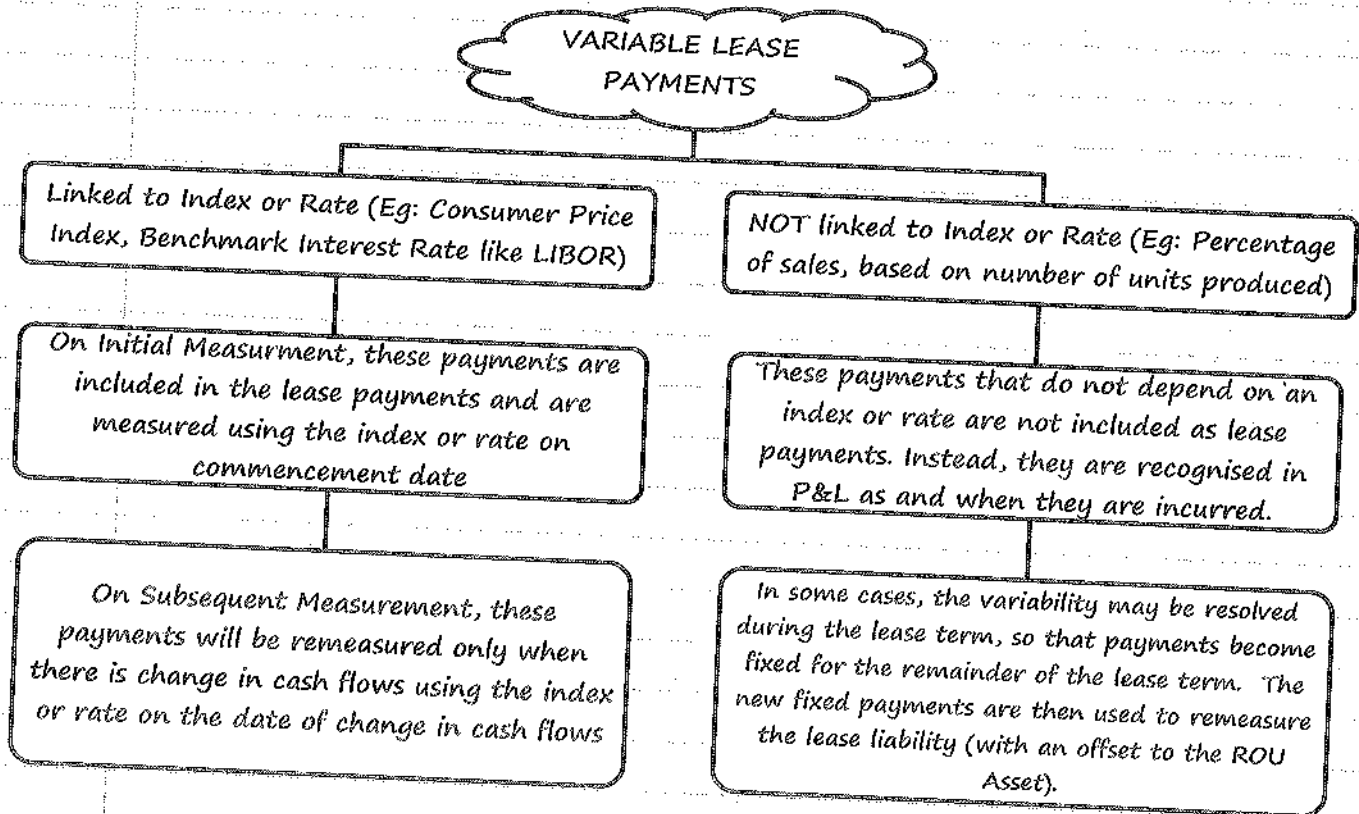 VARIABLE LEASE
PAYMENTS
Linked to Index or Rate (Eg: Consumer Price
Index, Benchmark Interest Rate like LIBOR)
On Initial Measurment, these payments are
included in the lease payments and are
measured using the index or rate on
commencement date
On Subsequent Measurement, these
payments will be remeasured only when
there is change in cash flows using the index
or rate on the date of change in cash flows
NOT linked to Index or Rate (Eg: Percentage
of sales, based on number of units produced)
These payments that do not depend on an
index or rate are not included as lease
payments. Instead, they are recognised in
P&L as and when they are incurred.
In some cases, the variability may be resolved
during the lease term, so that payments become
fixed for the remainder of the lease term. The
new fixed payments are then used to remeasure
the lease liability (with an offset to the ROU
Asset).